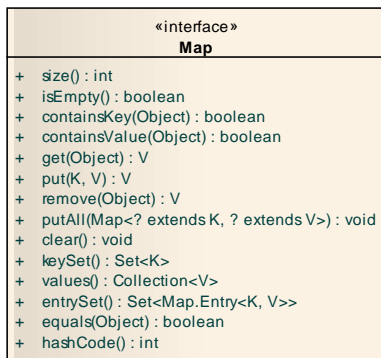 «interface»
Map
+ size() : int
+ isEmpty() : boolean
+ containsKey(Object) : boolean
+ containsValue(Object) : boolean
+ get(Object) : V
+ put(K, V) : V
+ remove(Object) : V
+ putAll(Map<? extends K, ? extends V>) : void
+ clear() : void
+ keySet() : Set<K>
+ values() : Collection<V>
+ entrySet() : Set<Map.Entry<K, V>>
+ equals(Object) : boolean
+ hashCode() : int